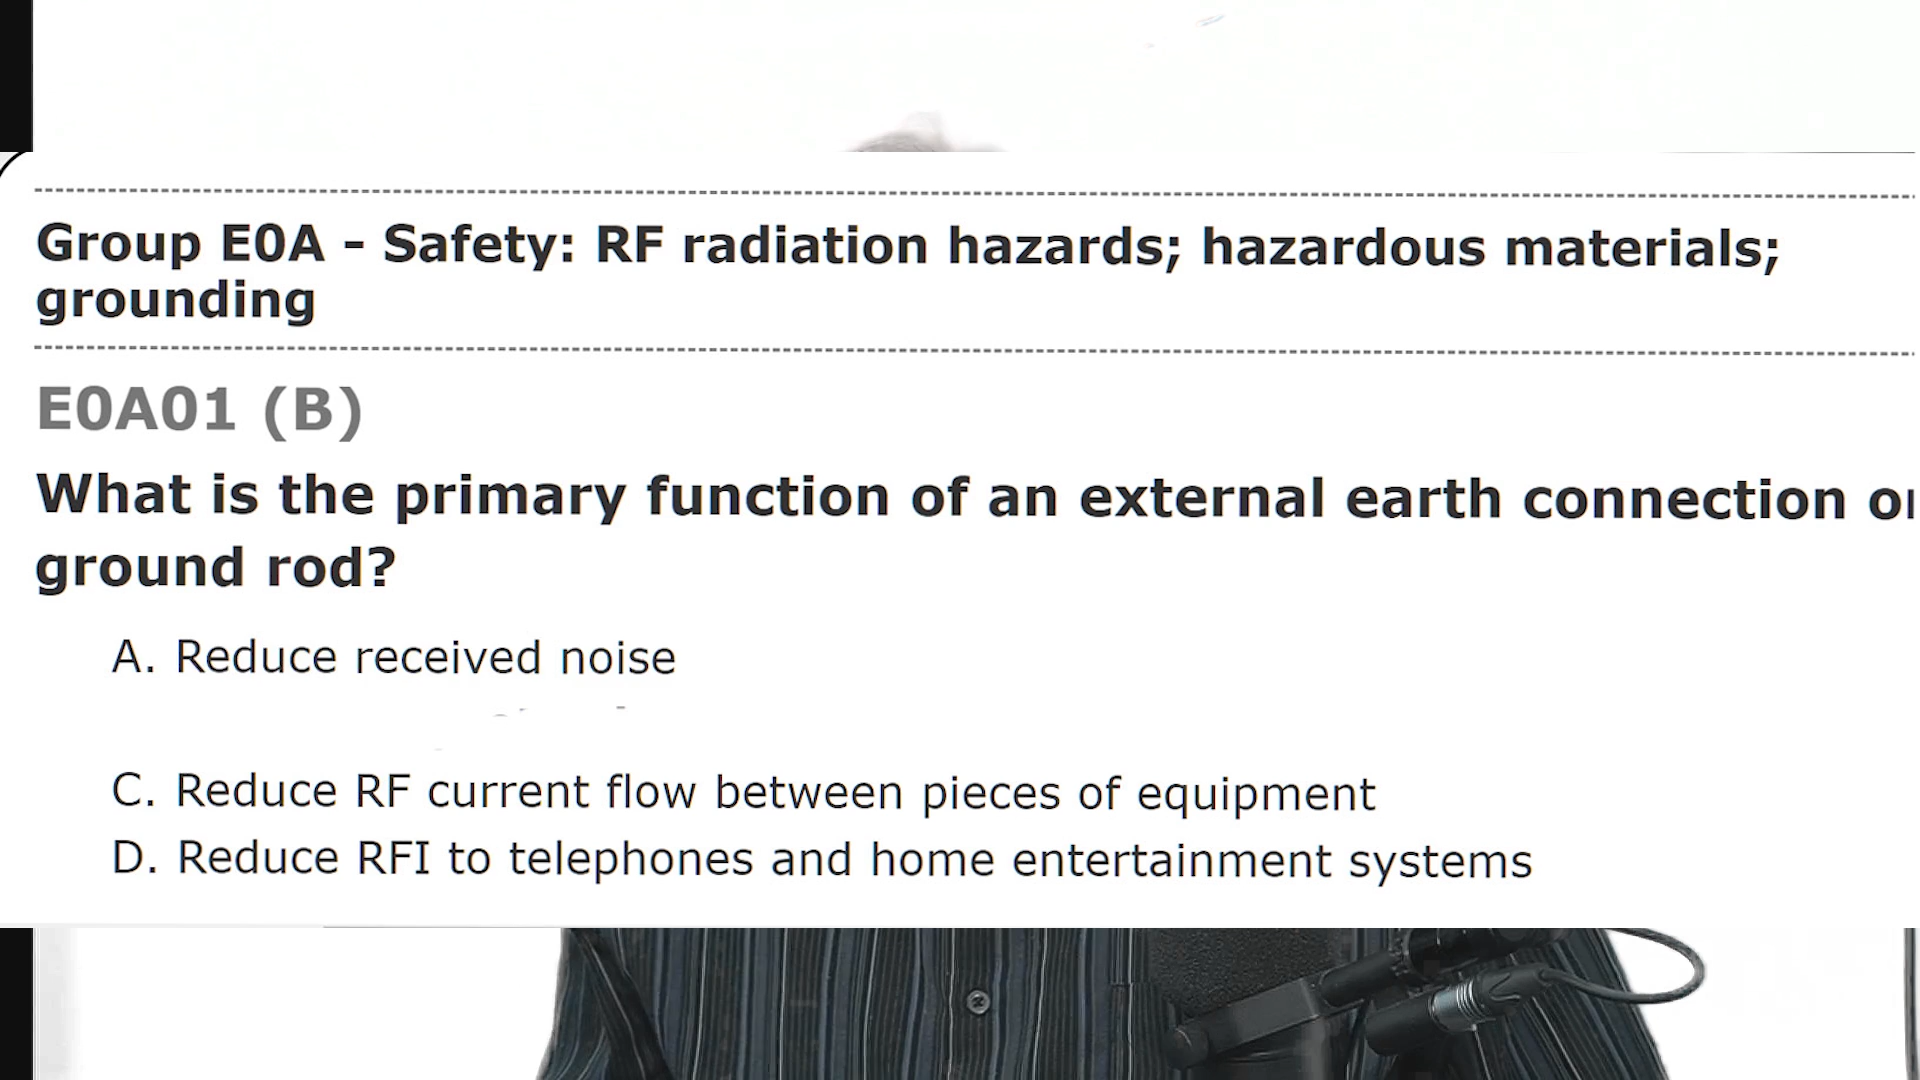 Group E0A - Safety: RF radiation hazards; hazardous materials;
grounding
E0A01 (B)
What is the primary function of an external earth connection or
ground rod?
A. Reduce received noise
C. Reduce RF current flow between pieces of equipment
D. Reduce RFI to telephones and home entertainment systems